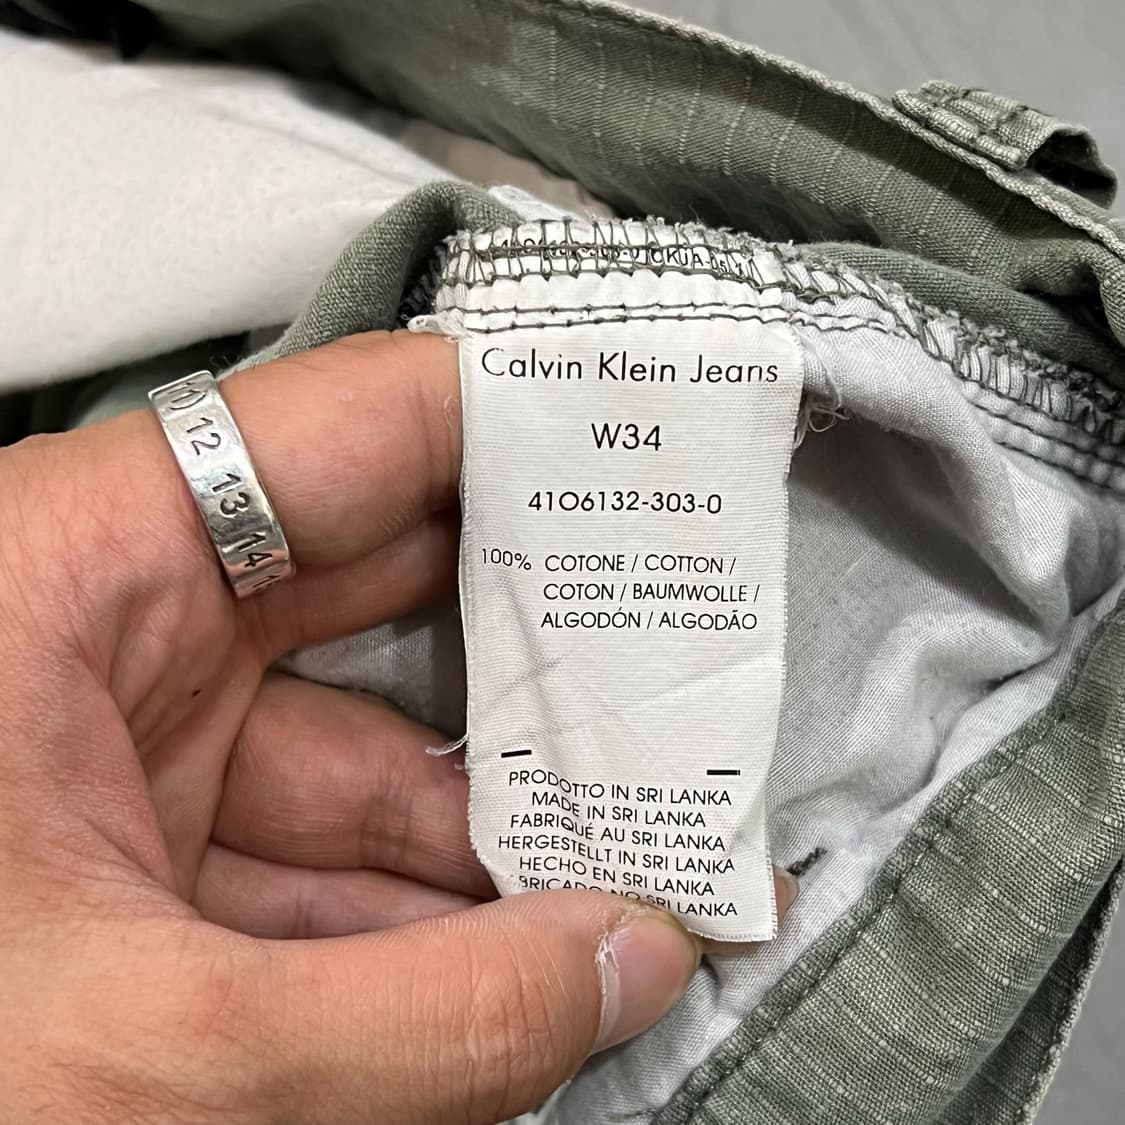 Calvin Klein Jeans
W34
41O6132-303-0
100% COTONE / COTTON /
COTON / BAUMWOLLE /
ALGODÓN / ALGODÃO
PRODOTTO IN SRI LANKA
MADE IN SRI LANKA
FABRIQUÉ AU SRI LANKA
HERGESTELLT IN SRI LANKA
HECHO EN SRI LANKA
NO SRI LANKA
12
13
14